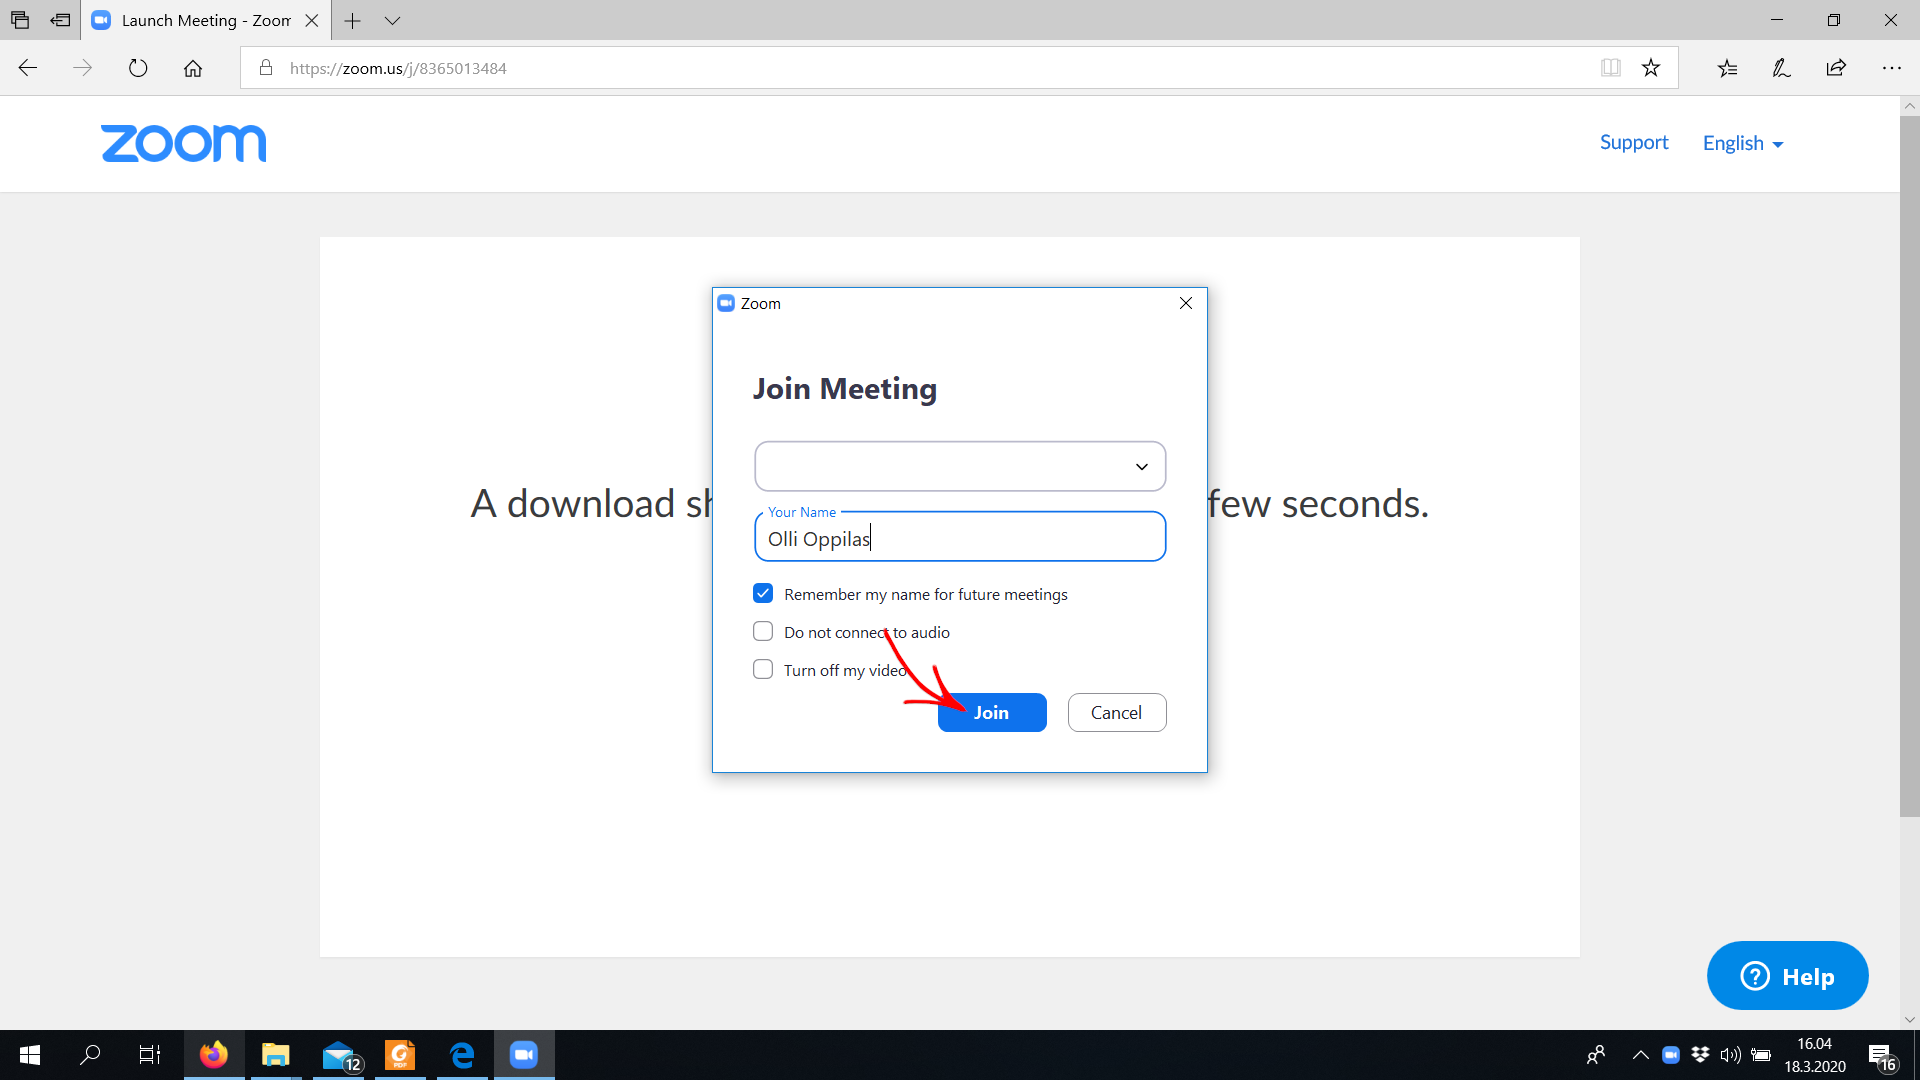 Launch Meeting - Zoom
https://zoom.us/j/8365013484
zoom
Support
English
Zoom
Join Meeting
A download sh
few seconds.
Your Name
Olli Oppilas
Remember my name for future meetings
Do not connect to audio
Turn off my video
Join
Cancel
Help
12
PDF
16.04
18.3.2020
16